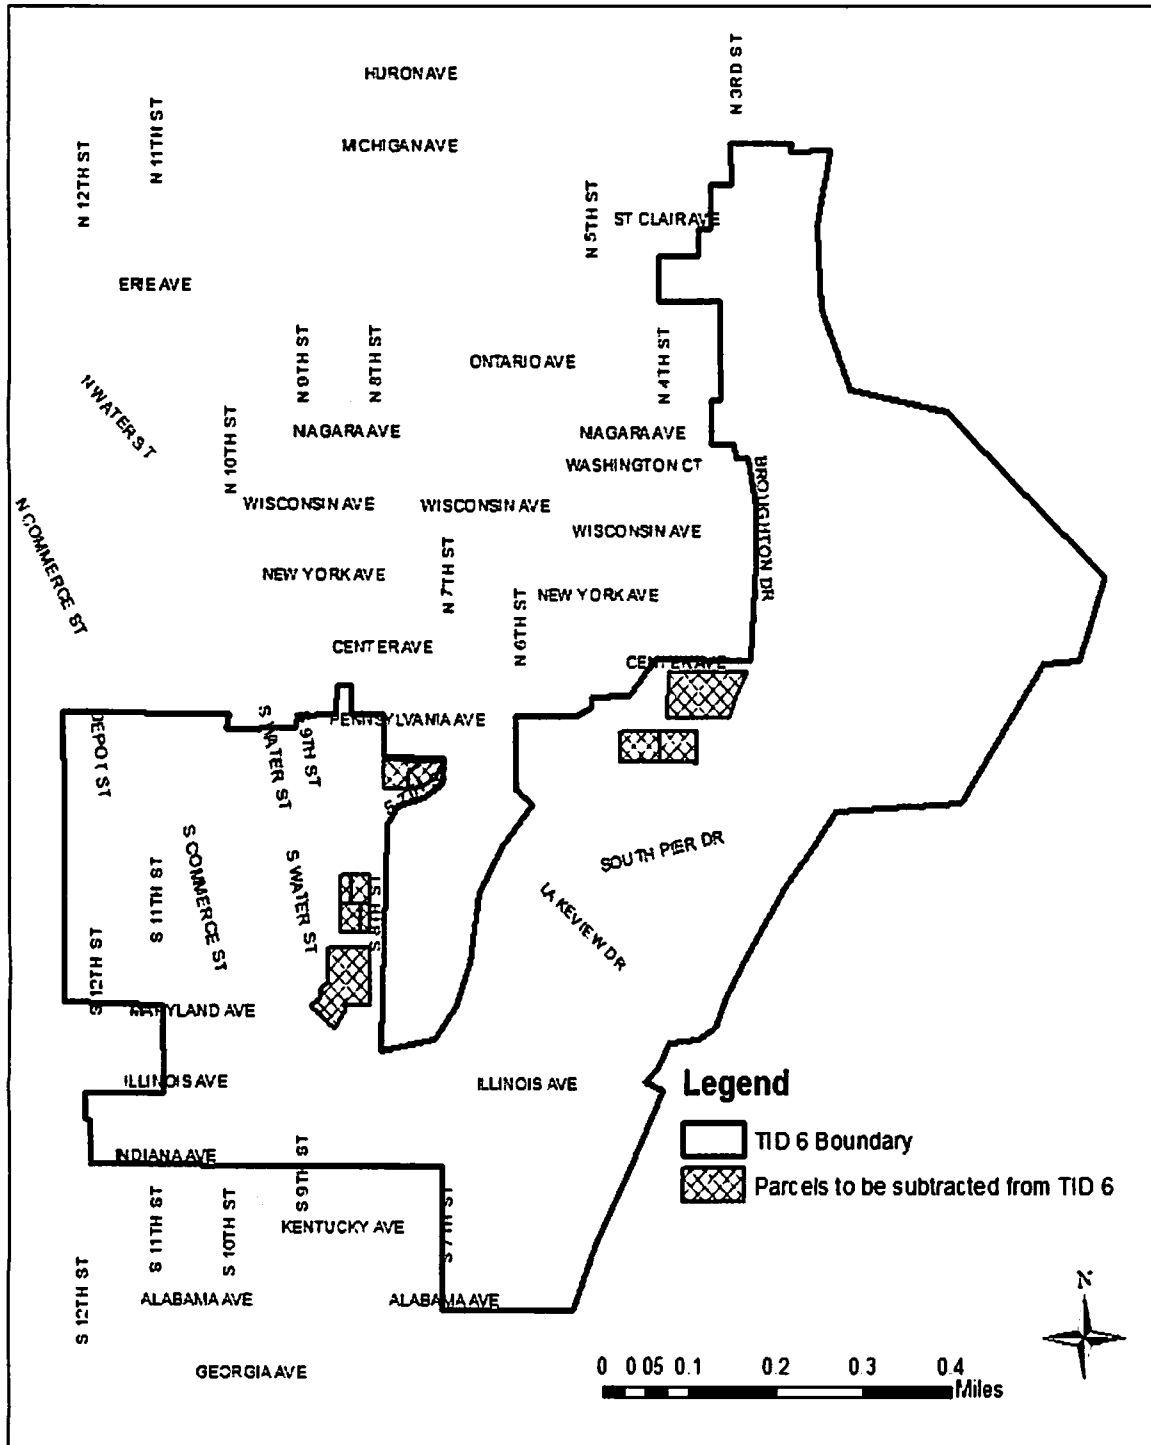 N 3RD ST
HURON AVE
N 11TH ST
MICHIGAN AVE
N 12TH ST
N 5TH ST
ST CLAIR AVE
ERIE AVE
N 9TH ST
N 8TH ST
ONTARIO AVE
N 4TH ST
N WATER ST
N 10TH ST
NIAGARA AVE
NIAGARA AVE
WASHINGTON CT
BROUGHTON DR
WISCONSIN AVE
WISCONSIN AVE
WISCONSIN AVE
N COMMERCE ST
NEW YORK AVE
N 7TH ST
NEW YORK AVE
N 6TH ST
CENTER AVE
CENTER AVE
DEPOT ST
S WATER ST
S 9TH ST
PENNSYLVANIA AVE
S COMMERCE ST
S 11TH ST
S WATER ST
S 8TH ST
SOUTH PIER DR
LAKEVIEW DR
S 12TH ST
MARYLAND AVE
ILLINOIS AVE
ILLINOIS AVE
Legend
TID 6 Boundary
Parcels to be subtracted from TID 6
INDIANA AVE
S 9TH ST
S 11TH ST
S 10TH ST
KENTUCKY AVE
S 7TH ST
S 12TH ST
ALABAMA AVE
ALABAMA AVE
N
GEORGIA AVE
0 0 05 0.1 0.2 0.3 0.4
Miles